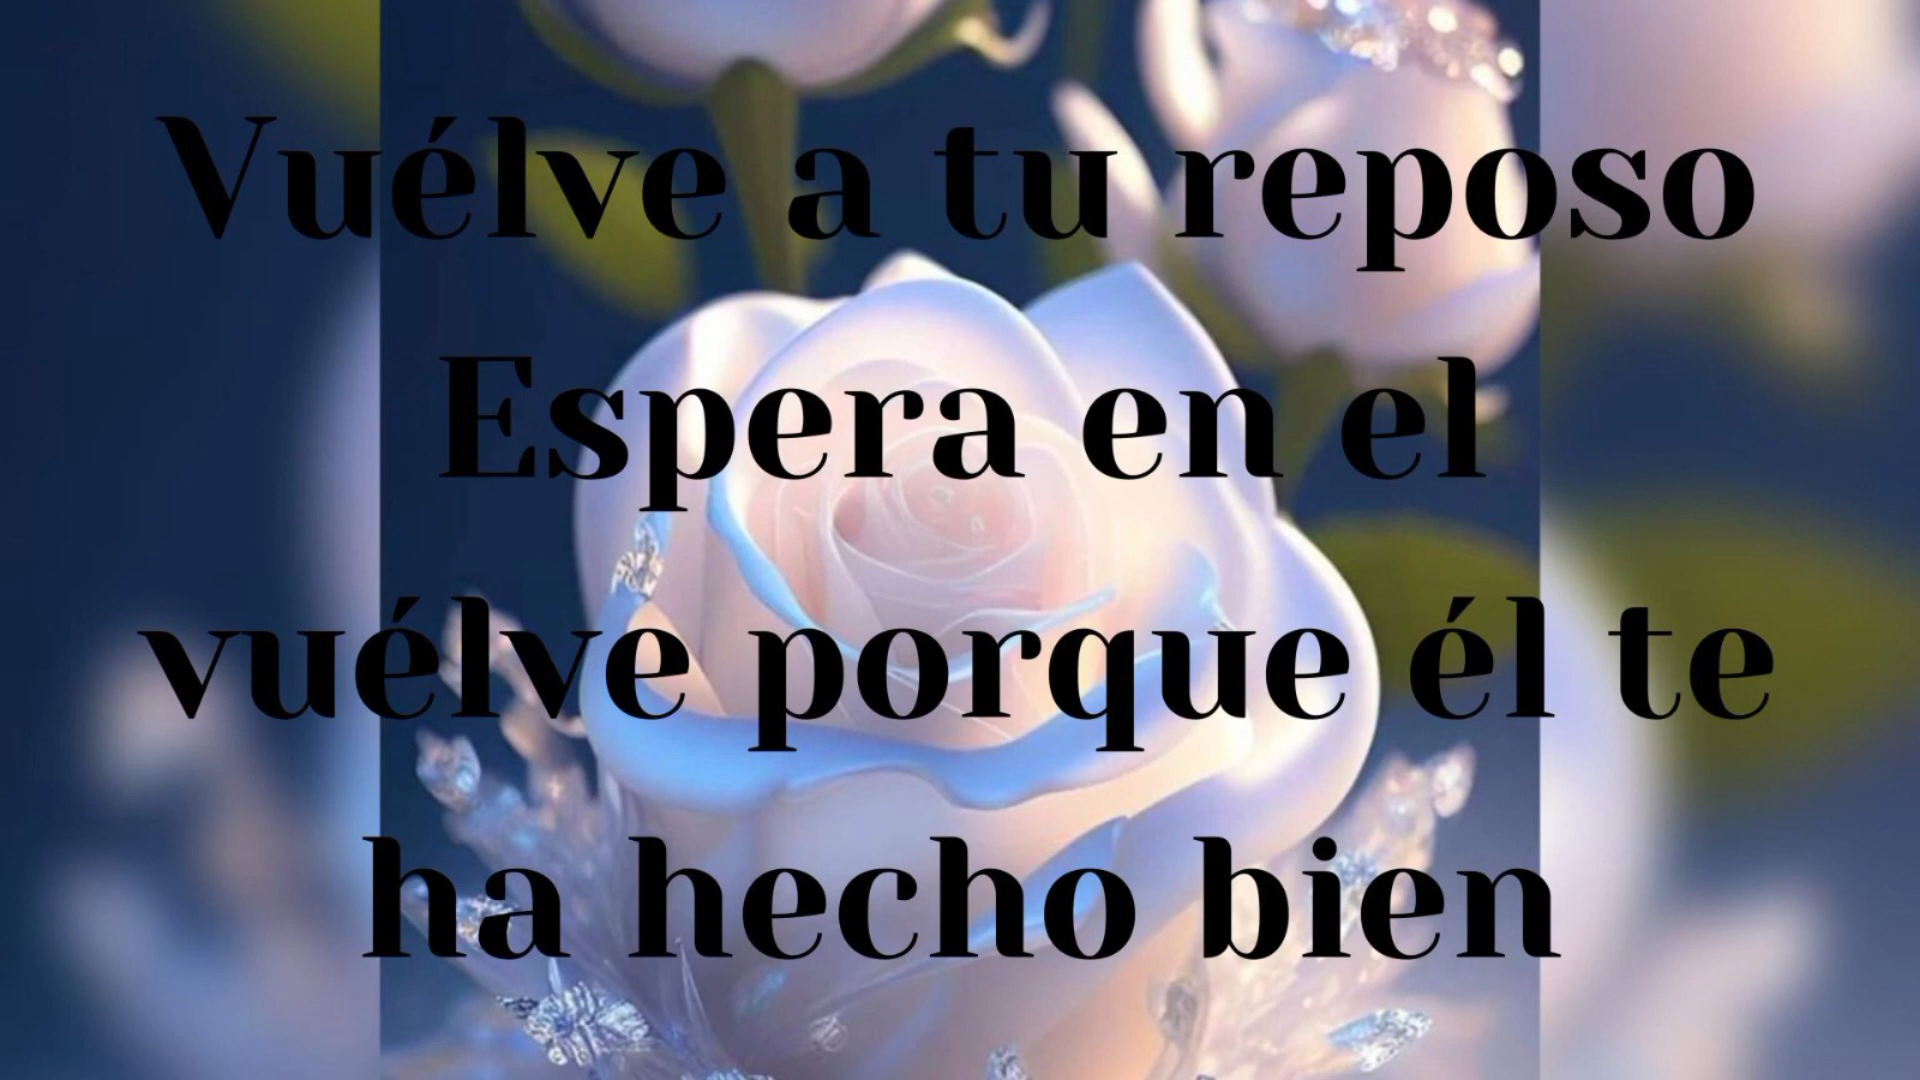 Vuélve a tu reposo
Espera en el
vuélve porque él te
ha hecho bien